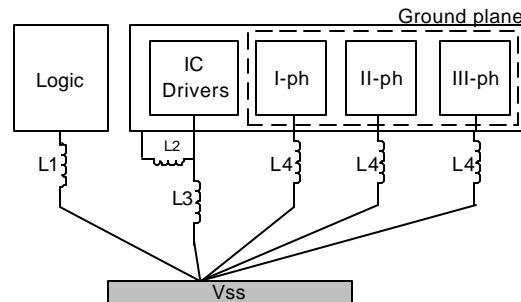 Ground plane
Logic
IC
Drivers
I-ph
II-ph
III-ph
L2
L1
L3
L4
L4
L4
Vss